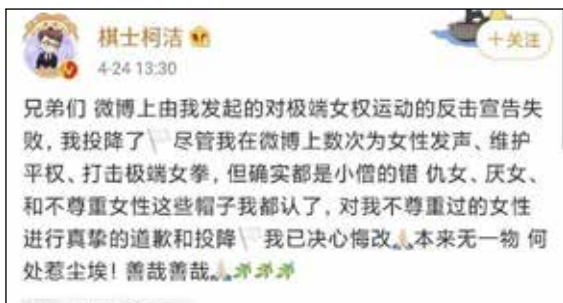 棋士柯洁
+关注
4-24 13:30
兄弟们 微博上由我发起的对极端女权运动的反击宣告失
败，我投降了🏳 尽管我在微博上数次为女性发声、维护
平权、打击极端女拳，但确实都是小僧的错 仇女、厌女、
和不尊重女性这些帽子我都认了，对我不尊重过的女性
进行真挚的道歉和投降🏳 我已决心悔改🙏本来无一物 何
处惹尘埃！善哉善哉🙏🌴🌴🌴